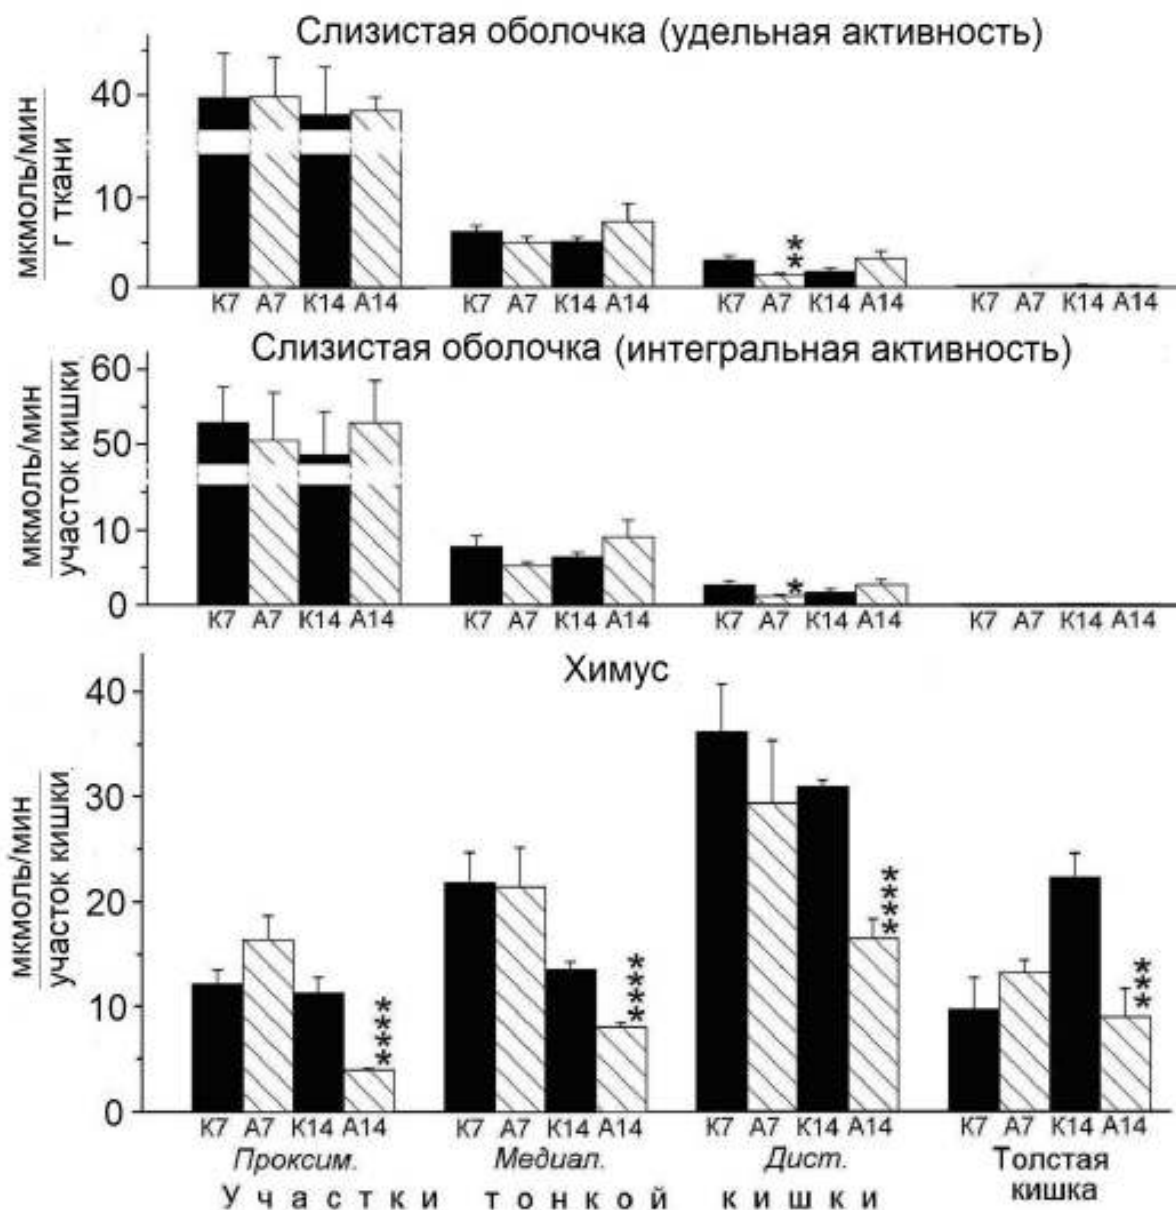 Слизистая оболочка (удельная активность)
мкмоль/мин
г ткани
40
10
0
К7 А7 К14 А14 К7 А7 К14 А14 К7 А7 К14 А14 К7 А7 К14 А14
**
Слизистая оболочка (интегральная активность)
мкмоль/мин
участок кишки
60
50
10
0
К7 А7 К14 А14 К7 А7 К14 А14 К7 А7 К14 А14 К7 А7 К14 А14
*
Химус
мкмоль/мин
участок кишки
40
30
20
10
0
****
****
****
***
К7 А7 К14 А14 К7 А7 К14 А14 К7 А7 К14 А14 К7 А7 К14 А14
Проксим. Медиал. Дист. Толстая
кишка
Участки тонкой кишки